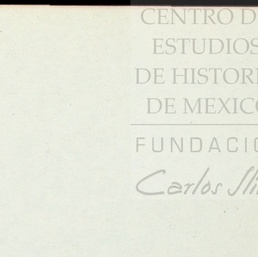 CENTRO D
ESTUDIOS
DE HISTORI
DE MEXICO
FUNDACIO
Carlos Sli